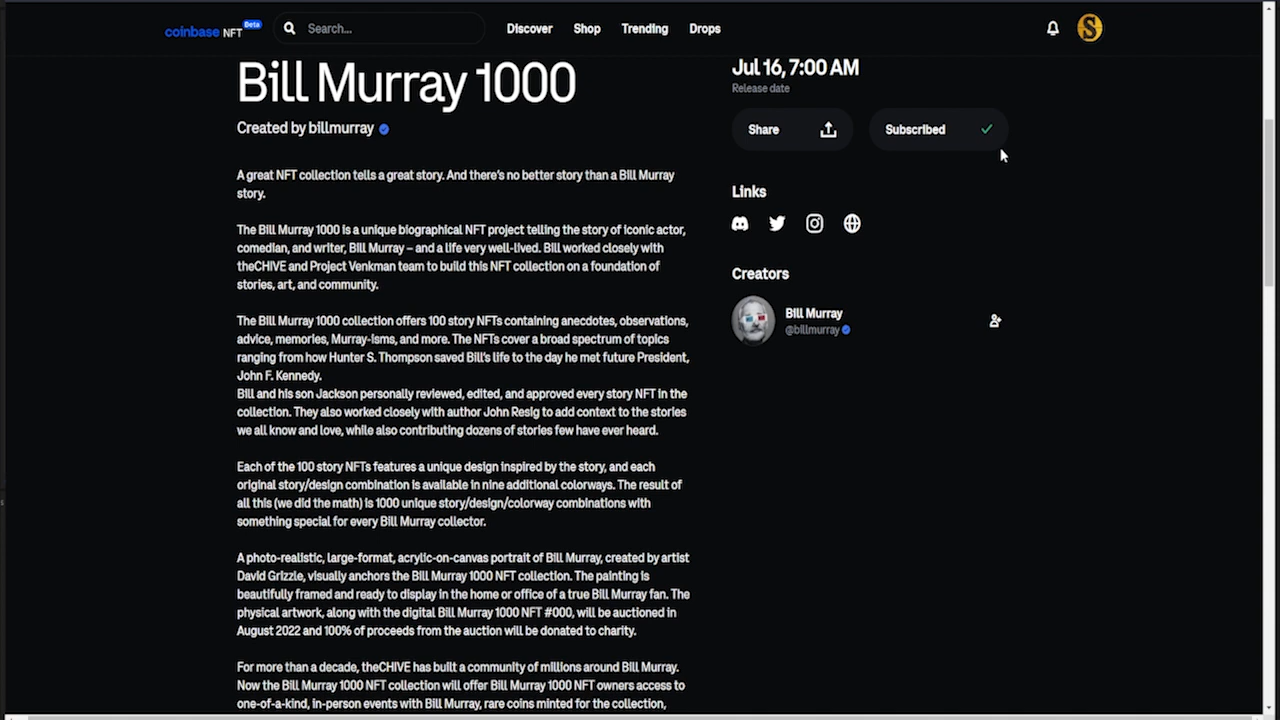 coinbase NFT Beta
Search...
Discover
Shop
Trending
Drops
S
Bill Murray 1000
Created by billmurray
A great NFT collection tells a great story. And there's no better story than a Bill Murray
story.
The Bill Murray 1000 is a unique biographical NFT project telling the story of iconic actor,
comedian, and writer, Bill Murray – and a life very well-lived. Bill worked closely with
theCHIVE and Project Venkman team to build this NFT collection on a foundation of
stories, art, and community.
The Bill Murray 1000 collection offers 100 story NFTs containing anecdotes, observations,
advice, memories, Murray-isms, and more. The NFTs cover a broad spectrum of topics
ranging from how Hunter S. Thompson saved Bill's life to the day he met future President,
John F. Kennedy.
Bill and his son Jackson personally reviewed, edited, and approved every story NFT in the
collection. They also worked closely with author John Resig to add context to the stories
we all know and love, while also contributing dozens of stories few have ever heard.
Each of the 100 story NFTs features a unique design inspired by the story, and each
original story/design combination is available in nine additional colorways. The result of
all this (we did the math) is 1000 unique story/design/colorway combinations with
something special for every Bill Murray collector.
A photo-realistic, large-format, acrylic-on-canvas portrait of Bill Murray, created by artist
David Grizzle, visually anchors the Bill Murray 1000 NFT collection. The painting is
beautifully framed and ready to display in the home or office of a true Bill Murray fan. The
physical artwork, along with the digital Bill Murray 1000 NFT #000, will be auctioned in
August 2022 and 100% of proceeds from the auction will be donated to charity.
For more than a decade, theCHIVE has built a community of millions around Bill Murray.
Now the Bill Murray 1000 NFT collection will offer Bill Murray 1000 NFT owners access to
one-of-a-kind, in-person events with Bill Murray, rare coins minted for the collection,
Jul 16, 7:00 AM
Release date
Share
Subscribed
Links
Creators
Bill Murray
@billmurray